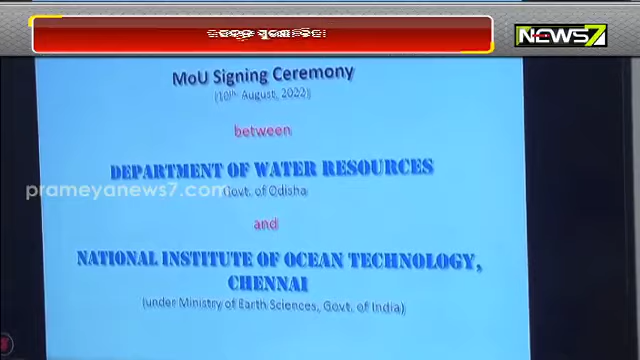 NEWS7
MoU Signing Ceremony
(10th August, 2022)
between
DEPARTMENT OF WATER RESOURCES
prameyanews7.com
Govt. of Odisha
and
NATIONAL INSTITUTE OF OCEAN TECHNOLOGY,
CHENNAI
(under Ministry of Earth Sciences, Govt. of India)